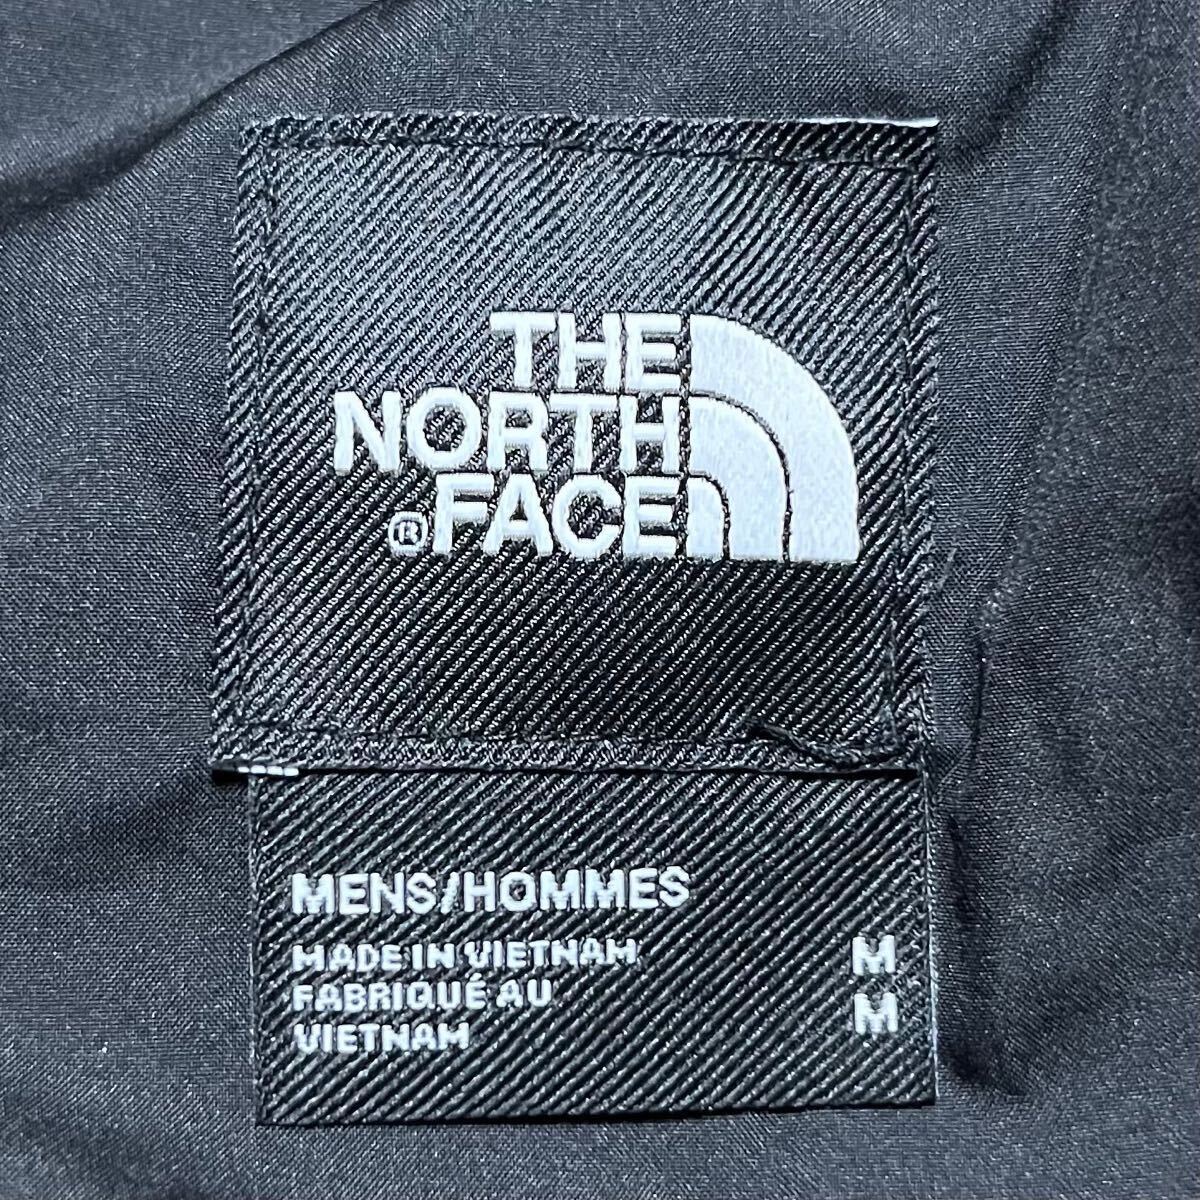 THE
NORTH
®FACE
MENS/HOMMES
MADE IN VIETNAM M
FABRIQUÉ AU M
VIETNAM